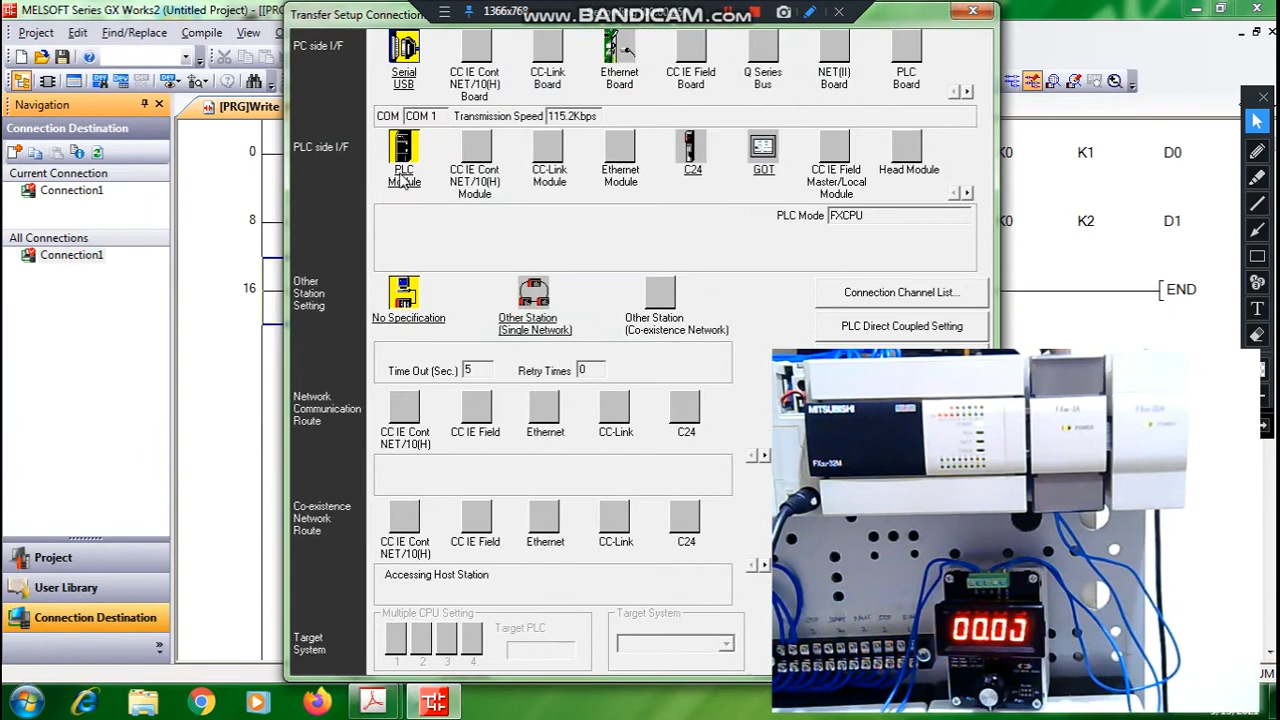 MELSOFT Series GX Works2 (Untitled Project) - [[PR
Transfer Setup Connection
1366x768
www.BANDICAM.com
Project Edit Find/Replace Compile View
Navigation
[PRG]Write
Connection Destination
Current Connection
Connection1
All Connections
Connection1
Project
User Library
Connection Destination
0
8
16
PC side I/F
Serial
USB
CC IE Cont
NET/10(H)
Board
CC-Link
Board
Ethernet
Board
CC IE Field
Board
Q Series
Bus
NET(II)
Board
PLC
Board
COM COM 1 Transmission Speed 115.2Kbps
PLC side I/F
PLC
Module
CC IE Cont
NET/10(H)
Module
CC-Link
Module
Ethernet
Module
C24
GOT
CC IE Field
Master/Local
Module
Head Module
PLC Mode FXCPU
Other
Station
Setting
No Specification
Other Station
(Single Network)
Other Station
(Co-existence Network)
Connection Channel List...
PLC Direct Coupled Setting
Time Out (Sec.) 5 Retry Times 0
Network
Communication
Route
CC IE Cont
NET/10(H)
CC IE Field
Ethernet
CC-Link
C24
Co-existence
Network
Route
CC IE Cont
NET/10(H)
CC IE Field
Ethernet
CC-Link
C24
Accessing Host Station
Multiple CPU Setting
Target PLC
Target System
Target
System
1 2 3 4
K0 K1 D0
K0 K2 D1
END
MITSUBISHI
POWER
POWER
UM